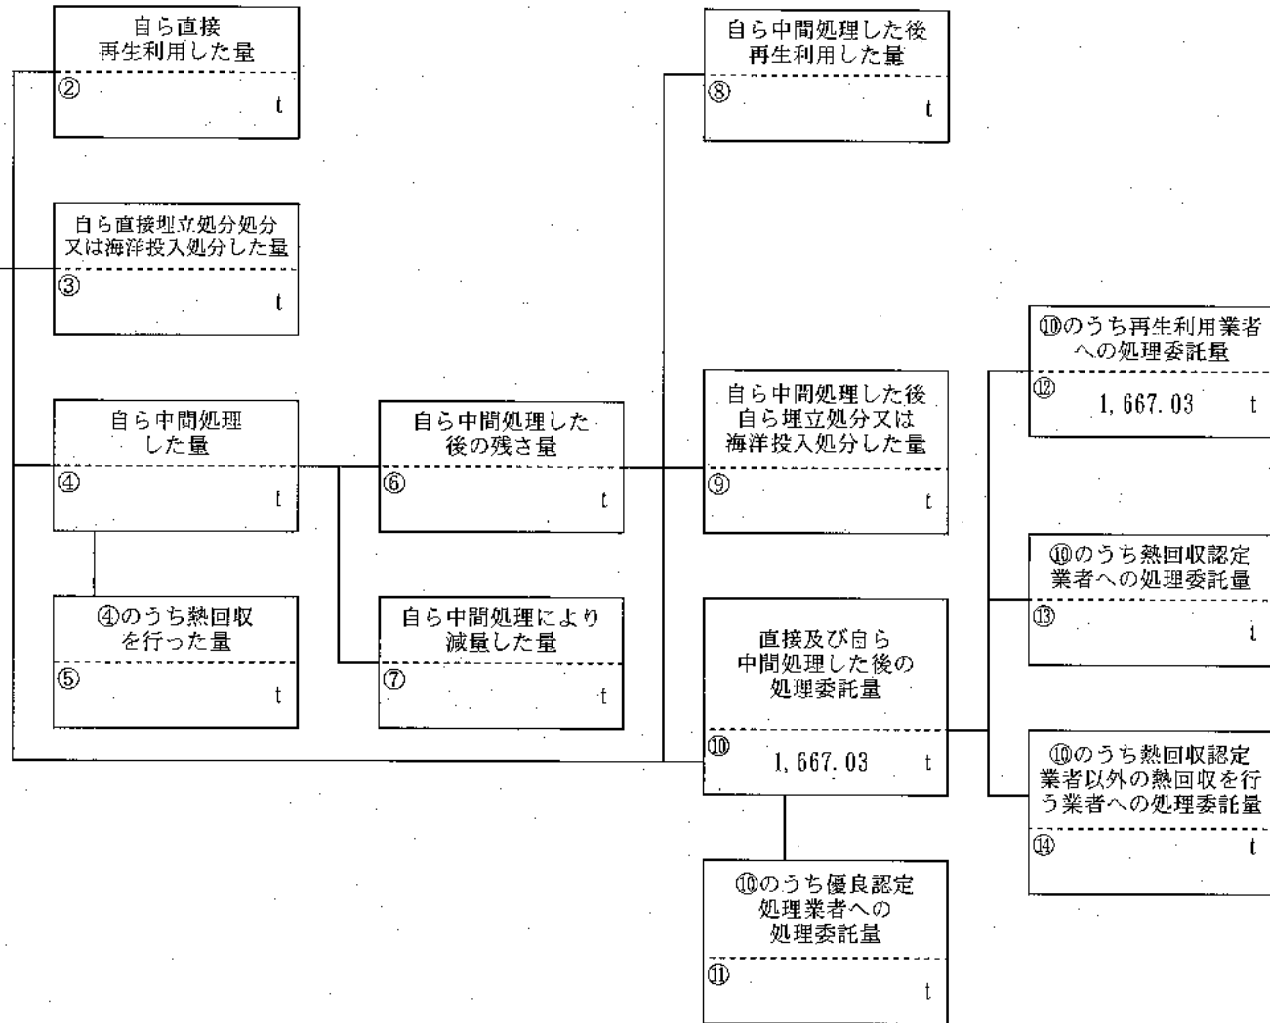 自ら直接
再生利用した量
②
t
自ら直接埋立処分処分
又は海洋投入処分した量
③
t
自ら中間処理
した量
④
t
④のうち熱回収
を行った量
⑤
t
自ら中間処理した
後の残さ量
⑥
t
自ら中間処理により
減量した量
⑦
t
自ら中間処理した後
再生利用した量
⑧
t
自ら中間処理した後
自ら埋立処分又は
海洋投入処分した量
⑨
t
直接及び自ら
中間処理した後の
処理委託量
⑩ 1,667.03 t
⑩のうち優良認定
処理業者への
処理委託量
⑪
t
⑩のうち再生利用業者
への処理委託量
⑫ 1,667.03 t
⑩のうち熱回収認定
業者への処理委託量
⑬
t
⑩のうち熱回収認定
業者以外の熱回収を行
う業者への処理委託量
⑭ t